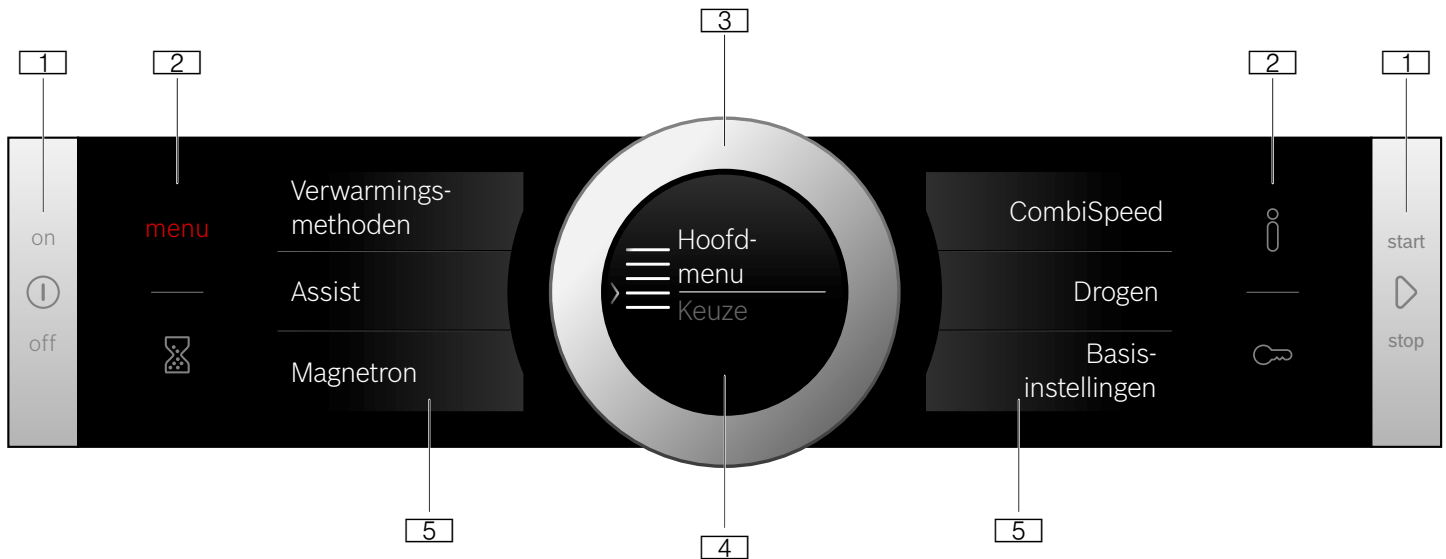 3
1
2
2
1
on
off
menu
Verwarmings-
methoden
Assist
Magnetron
Hoofd-
menu
Keuze
CombiSpeed
Drogen
Basis-
instellingen
start
stop
5
4
5